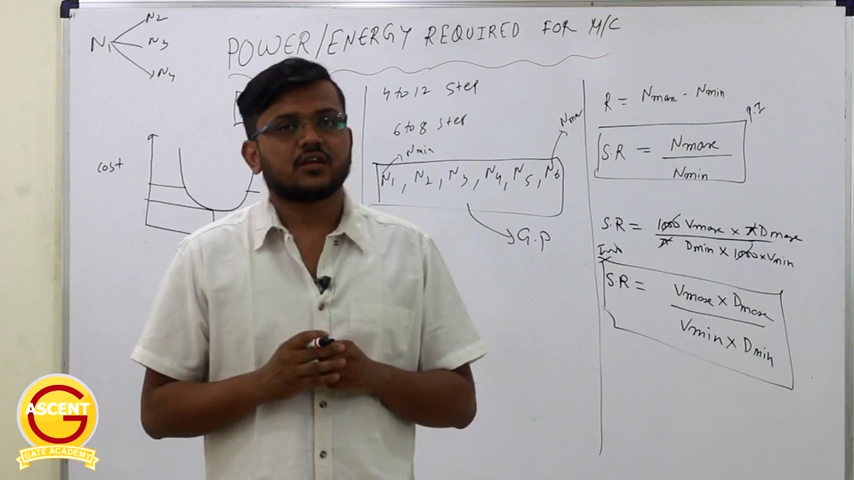 POWER/ENERGY REQUIRED FOR M/C
N1
N2
N3
N4
cost
4 to 12 Step
6 to 8 Step
Nmin
Nmax
N1, N2, N3, N4, N5, N6
G.P
R = Nmax - Nmin
S.R = Nmax / Nmin
S.R = 1000 Vmax × π Dmax / π Dmin × 1000 × Vmin
S.R = Vmax × Dmax / Vmin × Dmin
ASCENT
GATE ACADEMY